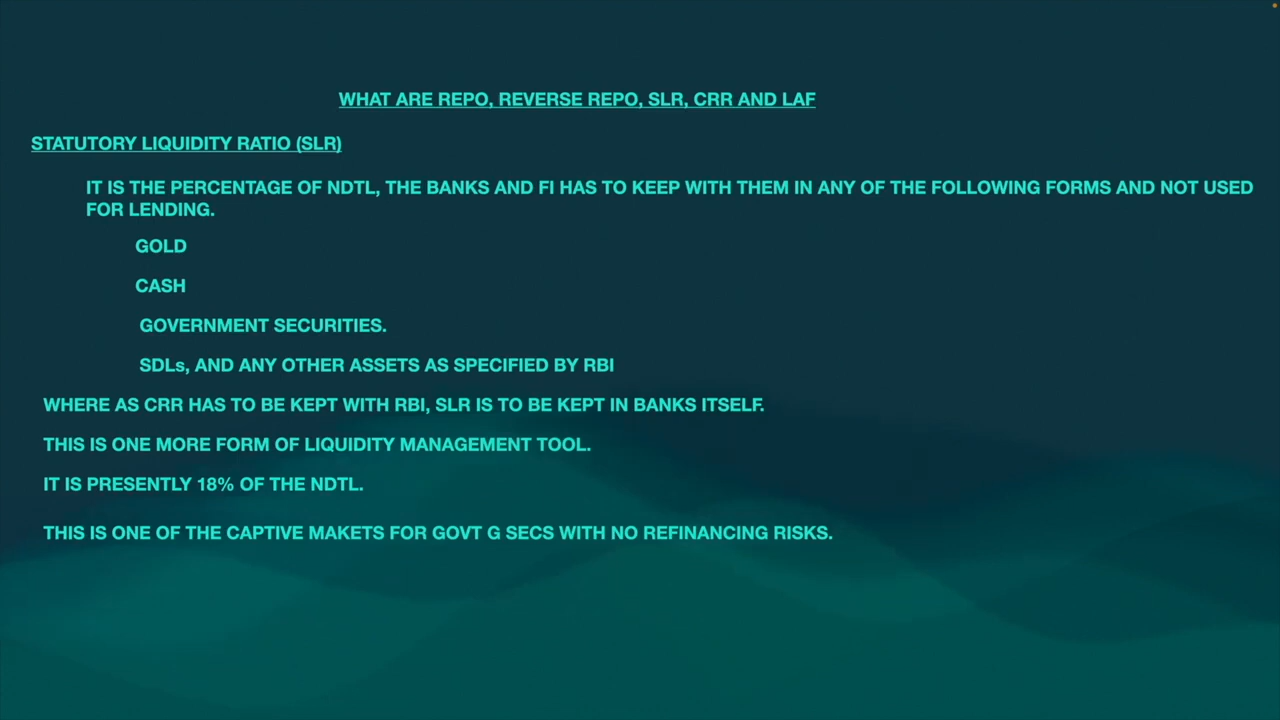 WHAT ARE REPO, REVERSE REPO, SLR, CRR AND LAF
STATUTORY LIQUIDITY RATIO (SLR)
IT IS THE PERCENTAGE OF NDTL, THE BANKS AND FI HAS TO KEEP WITH THEM IN ANY OF THE FOLLOWING FORMS AND NOT USED
FOR LENDING.
GOLD
CASH
GOVERNMENT SECURITIES.
SDLs, AND ANY OTHER ASSETS AS SPECIFIED BY RBI
WHERE AS CRR HAS TO BE KEPT WITH RBI, SLR IS TO BE KEPT IN BANKS ITSELF.
THIS IS ONE MORE FORM OF LIQUIDITY MANAGEMENT TOOL.
IT IS PRESENTLY 18% OF THE NDTL.
THIS IS ONE OF THE CAPTIVE MAKETS FOR GOVT G SECS WITH NO REFINANCING RISKS.